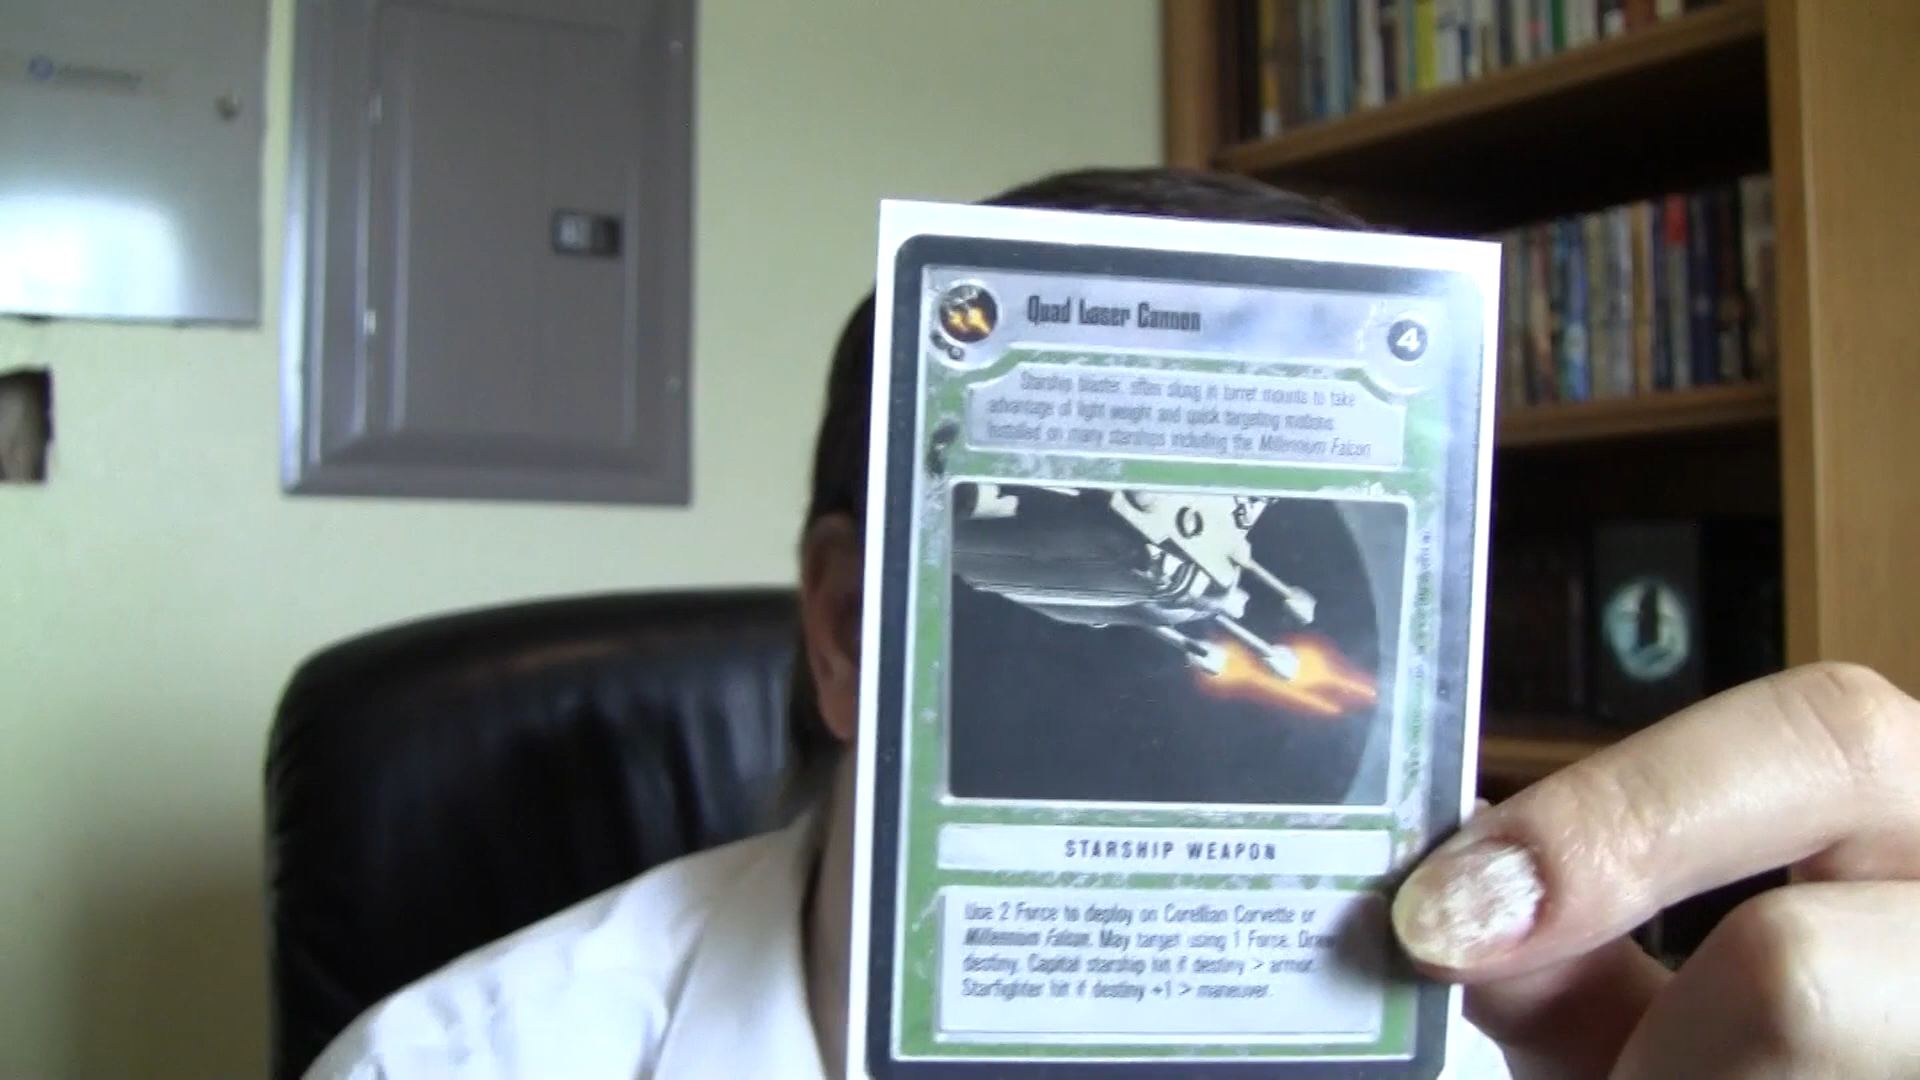 Quad Laser Cannon
4
Starship blaster, often slung in turret mounts to take
advantage of light weight and quick targeting motions.
Installed on many starships including the Millennium Falcon
STARSHIP WEAPON
Use 2 Force to deploy on Corellian Corvette or
Millennium Falcon. May target using 1 Force. Draw
destiny. Capital starship hit if destiny > armor.
Starfighter hit if destiny +1 > maneuver.